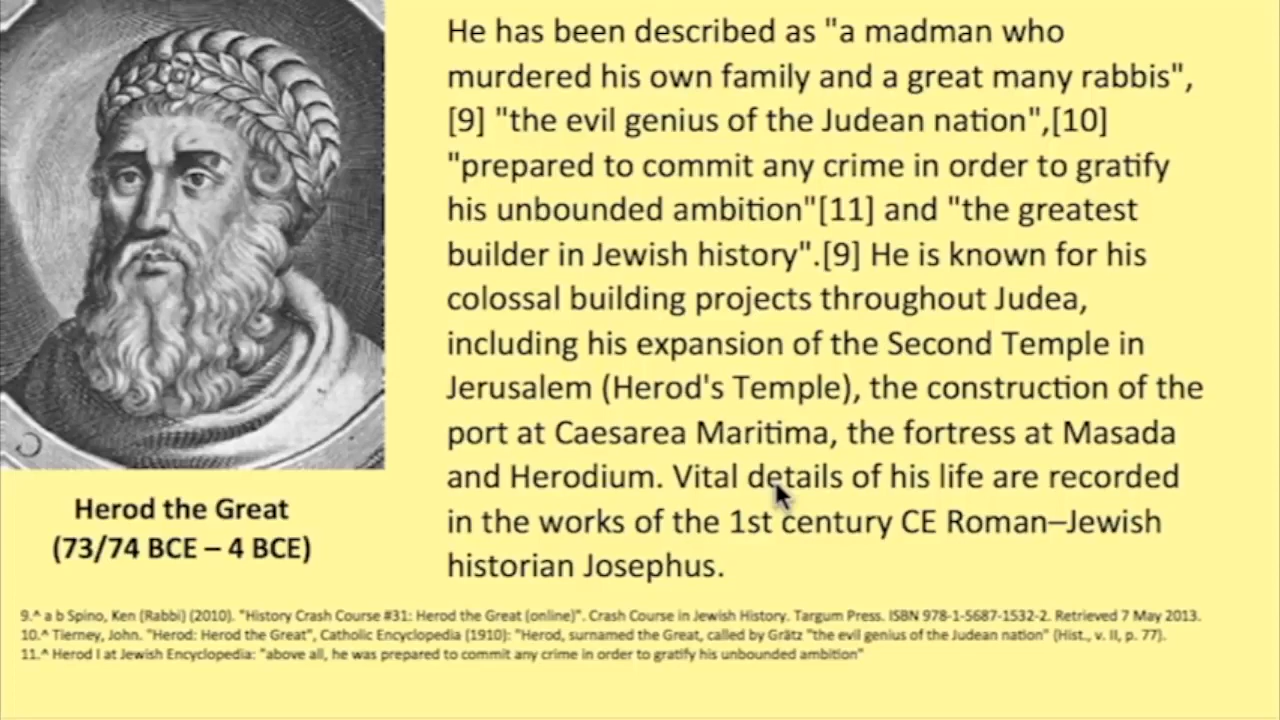 He has been described as "a madman who
murdered his own family and a great many rabbis",
[9] "the evil genius of the Judean nation",[10]
"prepared to commit any crime in order to gratify
his unbounded ambition"[11] and "the greatest
builder in Jewish history".[9] He is known for his
colossal building projects throughout Judea,
including his expansion of the Second Temple in
Jerusalem (Herod's Temple), the construction of the
port at Caesarea Maritima, the fortress at Masada
and Herodium. Vital details of his life are recorded
in the works of the 1st century CE Roman–Jewish
historian Josephus.
Herod the Great
(73/74 BCE – 4 BCE)
9.^ a b Spino, Ken (Rabbi) (2010). "History Crash Course #31: Herod the Great (online)". Crash Course in Jewish History. Targum Press. ISBN 978-1-5687-1532-2. Retrieved 7 May 2013.
10.^ Tierney, John. "Herod: Herod the Great", Catholic Encyclopedia (1910): "Herod, surnamed the Great, called by Grätz "the evil genius of the Judean nation" (Hist., v. II, p. 77).
11.^ Herod I at Jewish Encyclopedia: "above all, he was prepared to commit any crime in order to gratify his unbounded ambition"